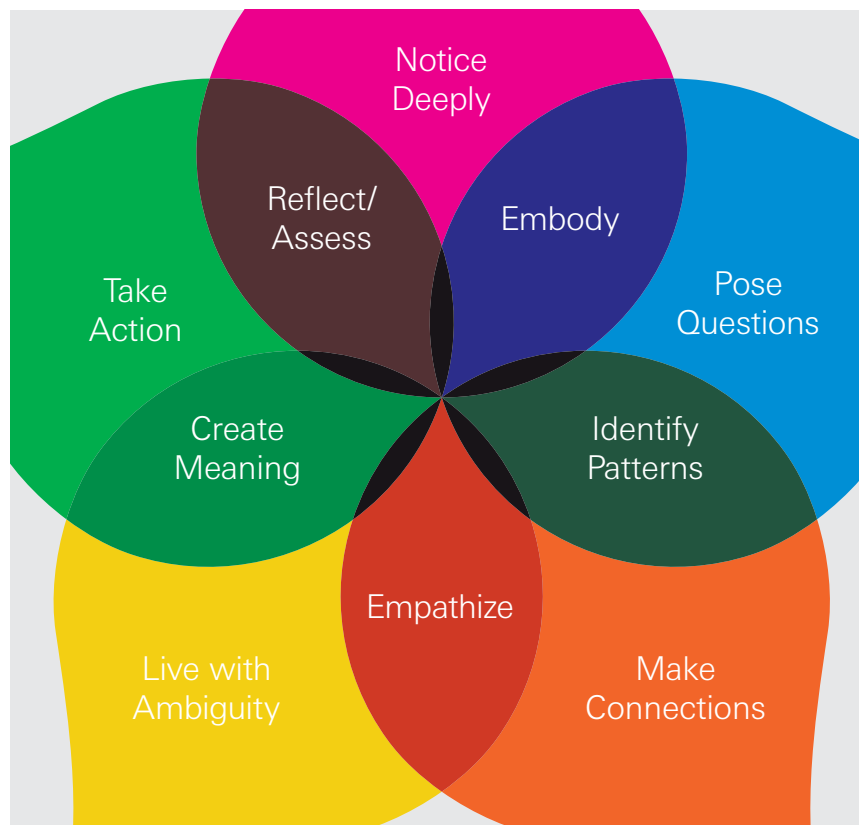 Notice
Deeply
Reflect/
Assess
Embody
Take
Action
Pose
Questions
Create
Meaning
Identify
Patterns
Empathize
Live with
Ambiguity
Make
Connections